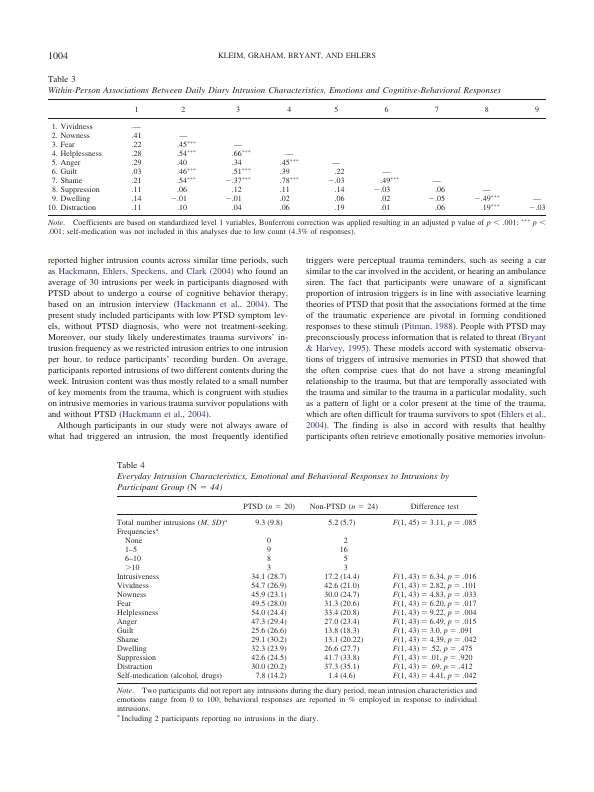 1004
KLEIM, GRAHAM, BRYANT, AND EHLERS
Table 3
Within-Person Associations Between Daily Diary Intrusion Characteristics, Emotions and Cognitive-Behavioral Responses
1 2 3 4 5 6 7 8 9
1. Vividness —
2. Nowness .41 —
3. Fear .22 .45*** —
4. Helplessness .28 .54*** .66*** —
5. Anger .29 .40 .34 .45*** —
6. Guilt .03 .46*** .51*** .39 .22 —
7. Shame .21 .54*** −.37*** .78*** −.03 .49*** —
8. Suppression .11 .06 .12 .11 .14 −.03 .06 —
9. Dwelling .14 −.01 −.01 .02 .06 .02 −.05 −.49*** —
10. Distraction .11 .10 .04 .06 .19 .01 .06 .19*** −.03
Note. Coefficients are based on standardized level 1 variables, Bonferroni correction was applied resulting in an adjusted p value of p < .001; *** p <
.001; self-medication was not included in this analyses due to low count (4.3% of responses).
reported higher intrusion counts across similar time periods, such
as Hackmann, Ehlers, Speckens, and Clark (2004) who found an
average of 30 intrusions per week in participants diagnosed with
PTSD about to undergo a course of cognitive behavior therapy,
based on an intrusion interview (Hackmann et al., 2004). The
present study included participants with low PTSD symptom lev-
els, without PTSD diagnosis, who were not treatment-seeking.
Moreover, our study likely underestimates trauma survivors' in-
trusion frequency as we restricted intrusion entries to one intrusion
per hour, to reduce participants' recording burden. On average,
participants reported intrusions of two different contents during the
week. Intrusion content was thus mostly related to a small number
of key moments from the trauma, which is congruent with studies
on intrusive memories in various trauma survivor populations with
and without PTSD (Hackmann et al., 2004).
Although participants in our study were not always aware of
what had triggered an intrusion, the most frequently identified
triggers were perceptual trauma reminders, such as seeing a car
similar to the car involved in the accident, or hearing an ambulance
siren. The fact that participants were unaware of a significant
proportion of intrusion triggers is in line with associative learning
theories of PTSD that posit that the associations formed at the time
of the traumatic experience are pivotal in forming conditioned
responses to these stimuli (Pitman, 1988). People with PTSD may
preconsciously process information that is related to threat (Bryant
& Harvey, 1995). These models accord with systematic observa-
tions of triggers of intrusive memories in PTSD that showed that
the often comprise cues that do not have a strong meaningful
relationship to the trauma, but that are temporally associated with
the trauma and similar to the trauma in a particular modality, such
as a pattern of light or a color present at the time of the trauma,
which are often difficult for trauma survivors to spot (Ehlers et al.,
2004). The finding is also in accord with results that healthy
participants often retrieve emotionally positive memories involun-
Table 4
Everyday Intrusion Characteristics, Emotional and Behavioral Responses to Intrusions by
Participant Group (N = 44)
PTSD (n = 20) Non-PTSD (n = 24) Difference test
Total number intrusions (M, SD)ᵃ 9.3 (9.8) 5.2 (5.7) F(1, 45) = 3.11, p = .085
Frequenciesᵃ
None 0 2
1–5 9 16
6–10 8 5
>10 3 3
Intrusiveness 34.1 (28.7) 17.2 (14.4) F(1, 43) = 6.34, p = .016
Vividness 54.7 (26.9) 42.6 (21.0) F(1, 43) = 2.82, p = .101
Nowness 45.9 (23.1) 30.0 (24.7) F(1, 43) = 4.83, p = .033
Fear 49.5 (28.0) 31.3 (20.6) F(1, 43) = 6.20, p = .017
Helplessness 54.0 (24.4) 33.4 (20.8) F(1, 43) = 9.22, p = .004
Anger 47.3 (29.4) 27.0 (23.4) F(1, 43) = 6.49, p = .015
Guilt 25.6 (26.6) 13.8 (18.3) F(1, 43) = 3.0, p = .091
Shame 29.1 (30.2) 13.1 (20.22) F(1, 43) = 4.39, p = .042
Dwelling 32.3 (23.9) 26.6 (27.7) F(1, 43) = .52, p = .475
Suppression 42.6 (24.5) 41.7 (33.8) F(1, 43) = .01, p = .920
Distraction 30.0 (20.2) 37.3 (35.1) F(1, 43) = .69, p = .412
Self-medication (alcohol, drugs) 7.8 (14.2) 1.4 (4.6) F(1, 43) = 4.41, p = .042
Note. Two participants did not report any intrusions during the diary period, mean intrusion characteristics and
emotions range from 0 to 100; behavioral responses are reported in % employed in response to individual
intrusions.
ᵃ Including 2 participants reporting no intrusions in the diary.